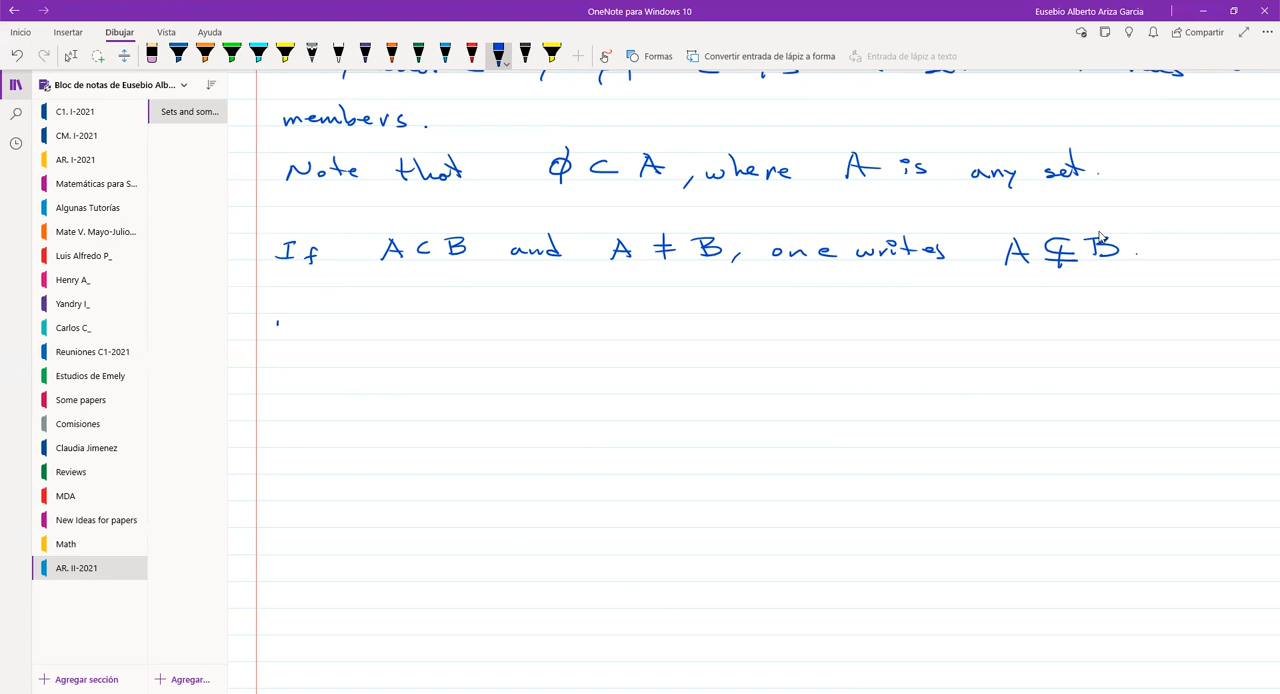 OneNote para Windows 10
Eusebio Alberto Ariza Garcia
Inicio Insertar Dibujar Vista Ayuda
Compartir
Formas Convertir entrada de lápiz a forma Entrada de lápiz a texto
Bloc de notas de Eusebio Alb...
Sets and som...
C1. I-2021
CM. I-2021
AR. I-2021
Matemáticas para S...
Algunas Tutorías
Mate V. Mayo-Julio...
Luis Alfredo P_
Henry A_
Yandry I_
Carlos C_
Reuniones C1-2021
Estudios de Emely
Some papers
Comisiones
Claudia Jimenez
Reviews
MDA
New Ideas for papers
Math
AR. II-2021
Agregar sección
Agregar...
members.
Note that ϕ ⊂ A, where A is any set.
If A ⊂ B and A ≠ B, one writes A ⊊ B.